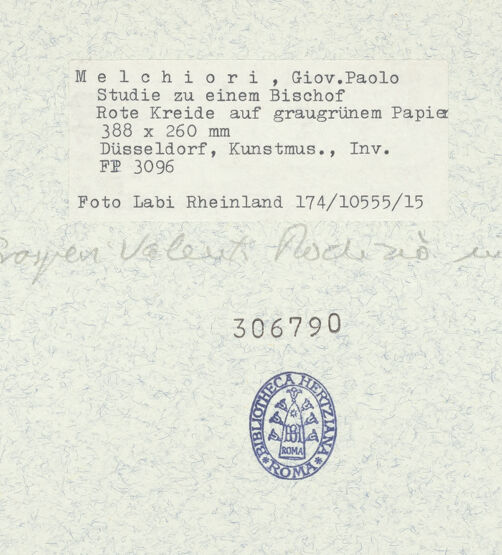 M e l c h i o r i , Giov.Paolo
Studie zu einem Bischof
Rote Kreide auf graugrünem Papier
388 x 260 mm
Düsseldorf, Kunstmus., Inv.
FP 3096
Foto Labi Rheinland 174/10555/15
306790
BIBLIOTHECA HERTZIANA
ROMA
ROMA